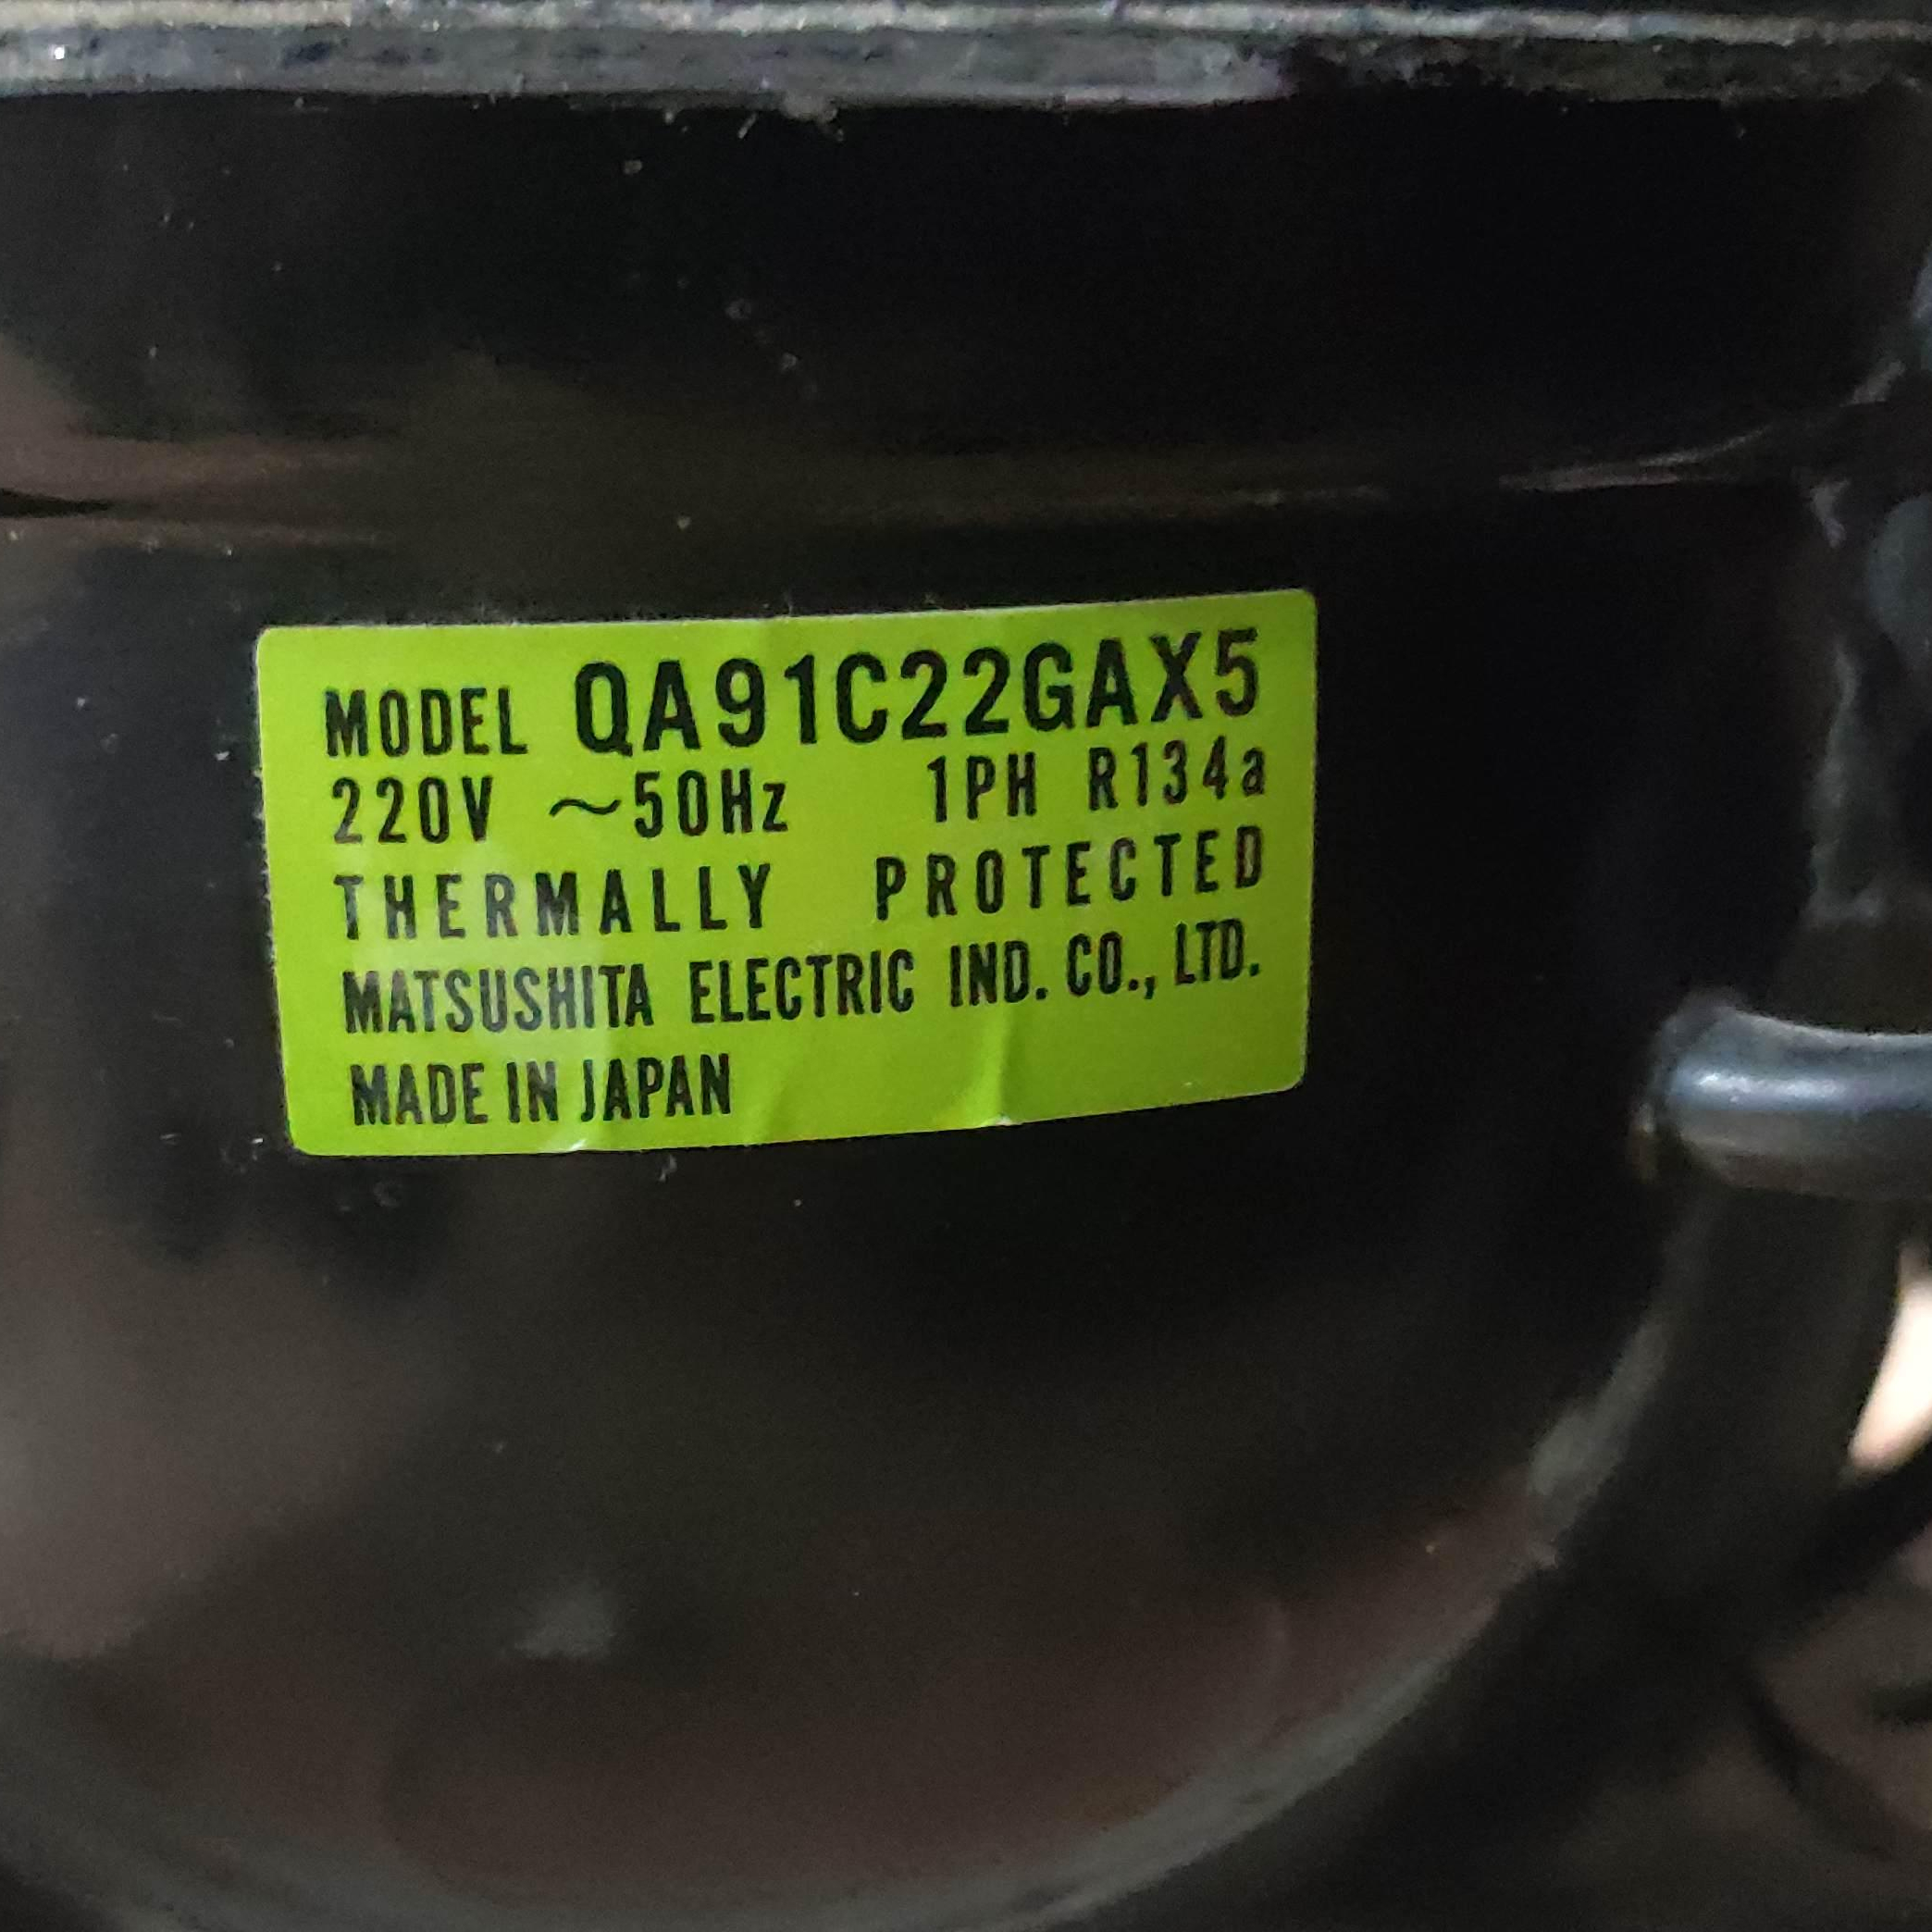 MODEL QA91C22GAX5
220V ~50Hz 1PH R134a
THERMALLY PROTECTED
MATSUSHITA ELECTRIC IND. CO., LTD.
MADE IN JAPAN